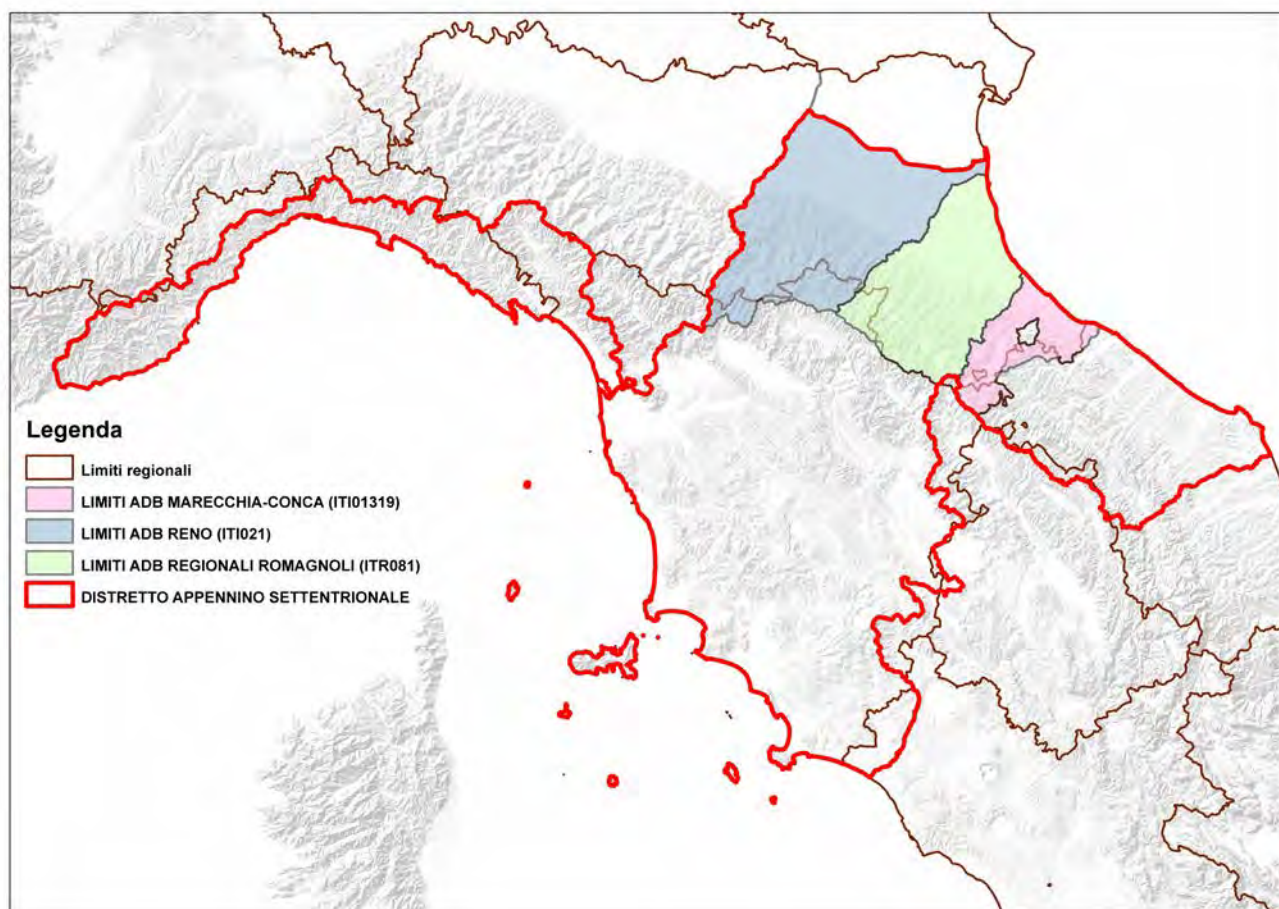 Legenda
Limiti regionali
LIMITI ADB MARECCHIA-CONCA (ITI01319)
LIMITI ADB RENO (ITI021)
LIMITI ADB REGIONALI ROMAGNOLI (ITR081)
DISTRETTO APPENNINO SETTENTRIONALE